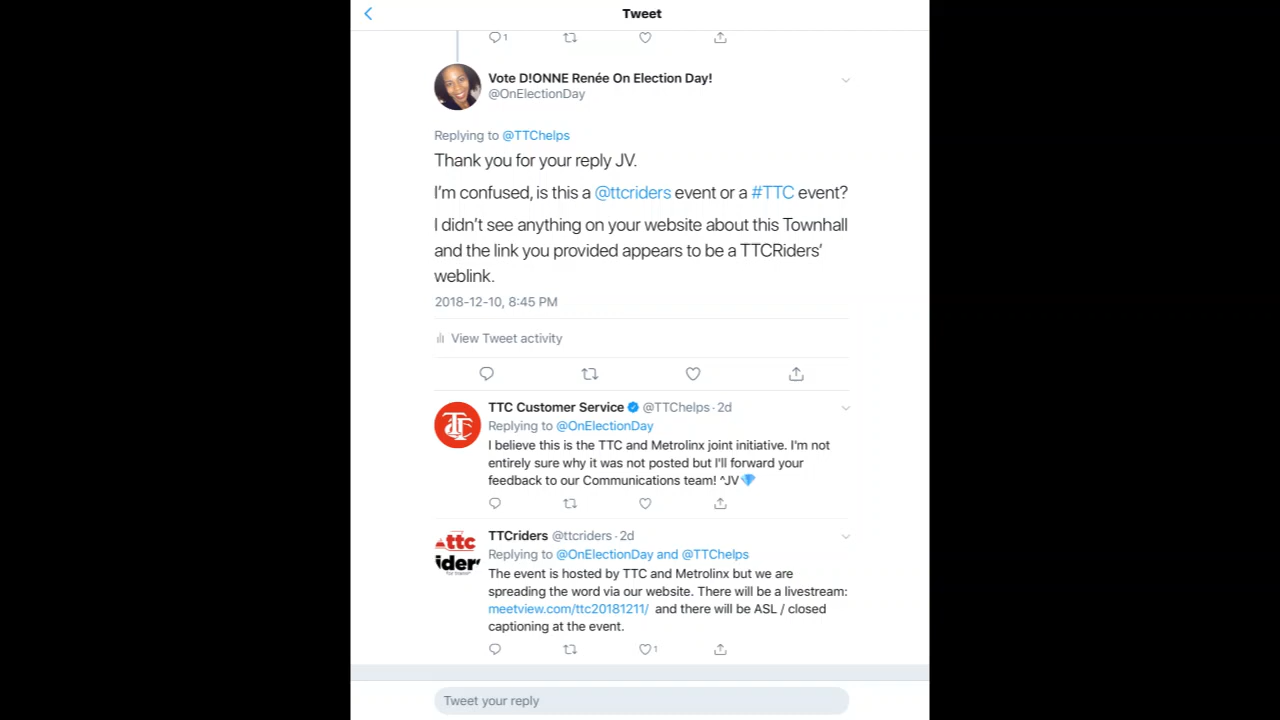 Tweet
1
Vote D!ONNE Renée On Election Day!
@OnElectionDay
Replying to @TTChelps
Thank you for your reply JV.
I'm confused, is this a @ttcriders event or a #TTC event?
I didn't see anything on your website about this Townhall
and the link you provided appears to be a TTCRiders'
weblink.
2018-12-10, 8:45 PM
View Tweet activity
TTC Customer Service @TTChelps · 2d
Replying to @OnElectionDay
I believe this is the TTC and Metrolinx joint initiative. I'm not
entirely sure why it was not posted but I'll forward your
feedback to our Communications team! ^JV💎
ttc
ider
TTCriders @ttcriders · 2d
Replying to @OnElectionDay and @TTChelps
The event is hosted by TTC and Metrolinx but we are
spreading the word via our website. There will be a livestream:
meetview.com/ttc20181211/ and there will be ASL / closed
captioning at the event.
1
Tweet your reply